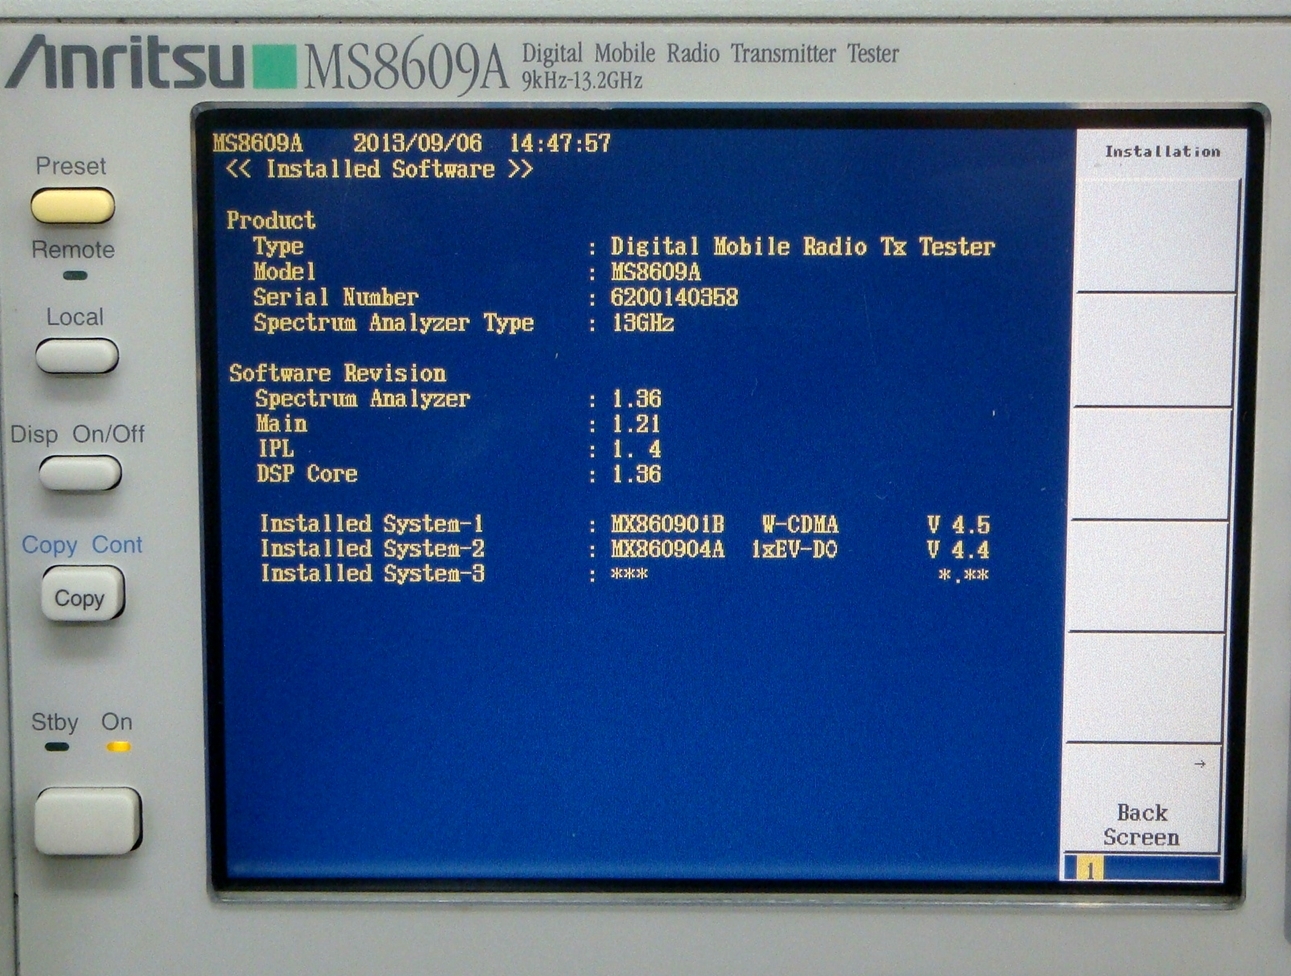 Anritsu MS8609A Digital Mobile Radio Transmitter Tester
9kHz-13.2GHz
Preset
Remote
Local
Disp On/Off
Copy Cont
Copy
Stby On
MS8609A 2013/09/06 14:47:57
<< Installed Software >>
Product
Type : Digital Mobile Radio Tx Tester
Model : MS8609A
Serial Number : 6200140358
Spectrum Analyzer Type : 13GHz
Software Revision
Spectrum Analyzer : 1.36
Main : 1.21
IPL : 1. 4
DSP Core : 1.36
Installed System-1 : MX860901B W-CDMA V 4.5
Installed System-2 : MX860904A 1xEV-DO V 4.4
Installed System-3 : *** *.**
Installation
→
Back
Screen
1